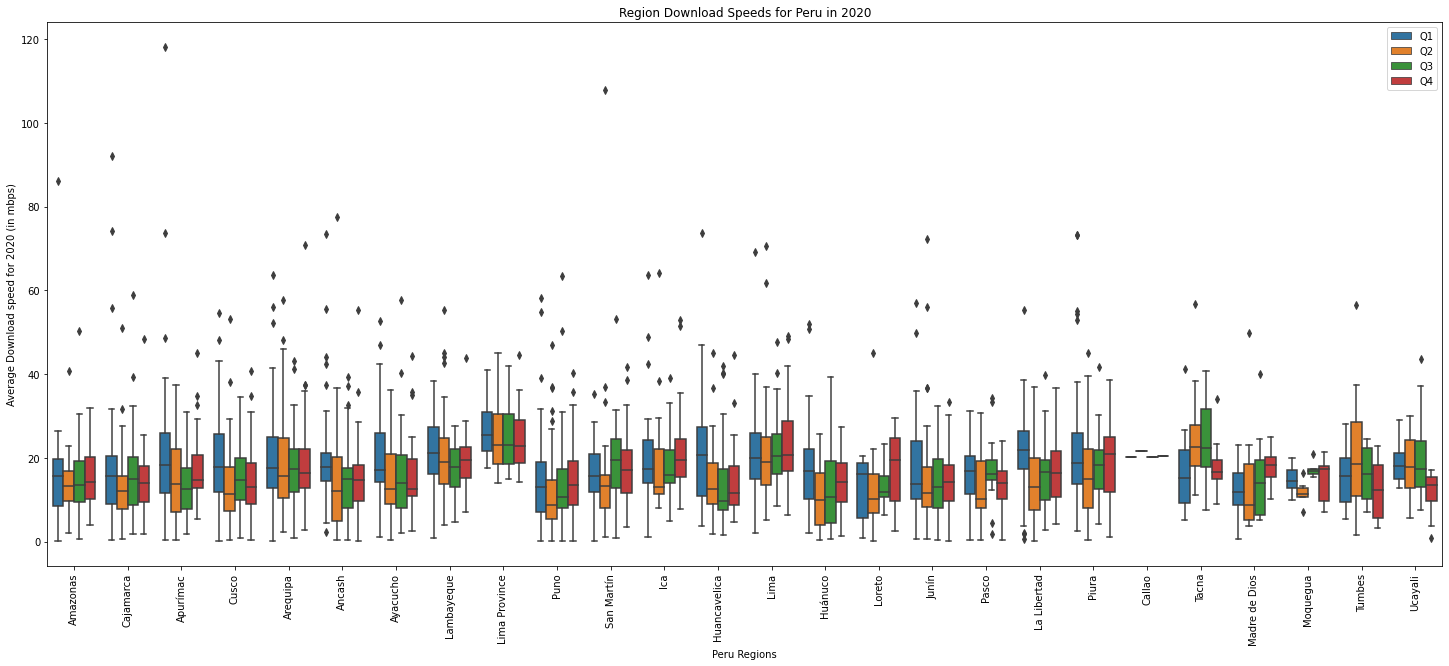 Region Download Speeds for Peru in 2020
120
100
80
60
40
20
0
Average Download speed for 2020 (in mbps)
Q1
Q2
Q3
Q4
Amazonas
Cajamarca
Apurímac
Cusco
Arequipa
Ancash
Ayacucho
Lambayeque
Lima Province
Puno
San Martín
Ica
Huancavelica
Lima
Huánuco
Loreto
Junín
Pasco
La Libertad
Piura
Callao
Tacna
Madre de Dios
Moquegua
Tumbes
Ucayali
Peru Regions